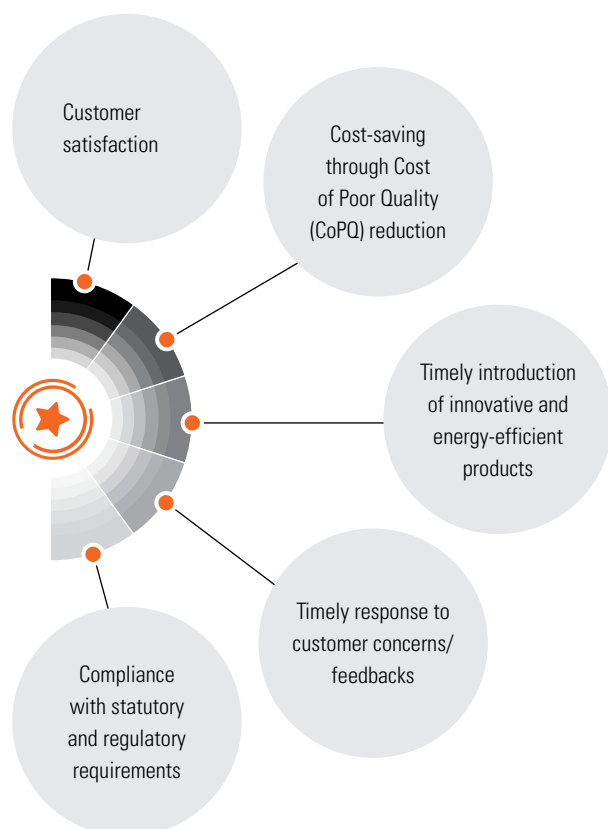 Customer
satisfaction
Cost-saving
through Cost
of Poor Quality
(CoPQ) reduction
Timely introduction
of innovative and
energy-efficient
products
Timely response to
customer concerns/
feedbacks
Compliance
with statutory
and regulatory
requirements